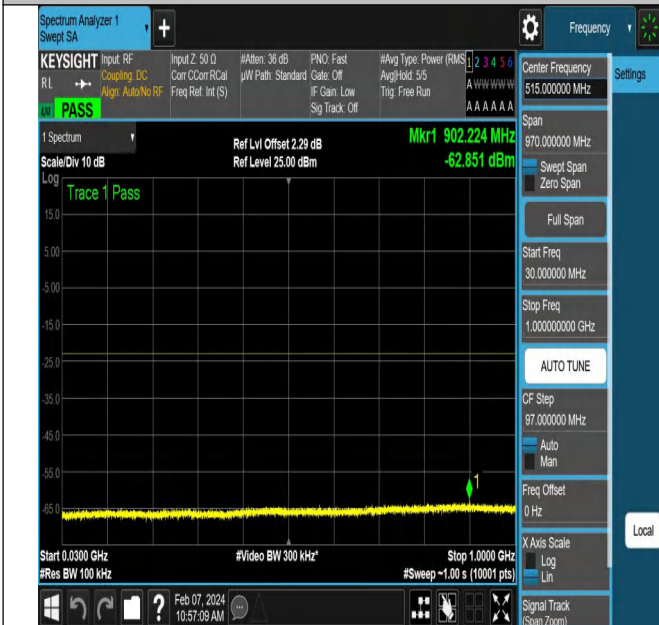 Spectrum Analyzer 1
Swept SA
+
Frequency
KEYSIGHT
RL
PASS
Input: RF
Coupling: DC
Align: Auto/No RF
Input Z: 50 Ω
Corr CCorr RCal
Freq Ref: Int (S)
#Atten: 36 dB
µW Path: Standard
PNO: Fast
Gate: Off
IF Gain: Low
Sig Track: Off
#Avg Type: Power (RMS
Avg|Hold: 5/5
Trig: Free Run
1 2 3 4 5 6
A W W W W W
A A A A A A
Center Frequency
515.000000 MHz
Settings
1 Spectrum
Scale/Div 10 dB
Log
Ref Lvl Offset 2.29 dB
Ref Level 25.00 dBm
Mkr1 902.224 MHz
-62.851 dBm
Trace 1 Pass
15.0
5.00
-5.00
-15.0
-25.0
-35.0
-45.0
-55.0
-65.0
1
Start 0.0300 GHz
#Res BW 100 kHz
#Video BW 300 kHz*
Stop 1.0000 GHz
#Sweep ~1.00 s (10001 pts)
Span
970.000000 MHz
Swept Span
Zero Span
Full Span
Start Freq
30.000000 MHz
Stop Freq
1.000000000 GHz
AUTO TUNE
CF Step
97.000000 MHz
Auto
Man
Freq Offset
0 Hz
X Axis Scale
Log
Lin
Signal Track
(Span Zoom)
Local
?
Feb 07, 2024
10:57:09 AM